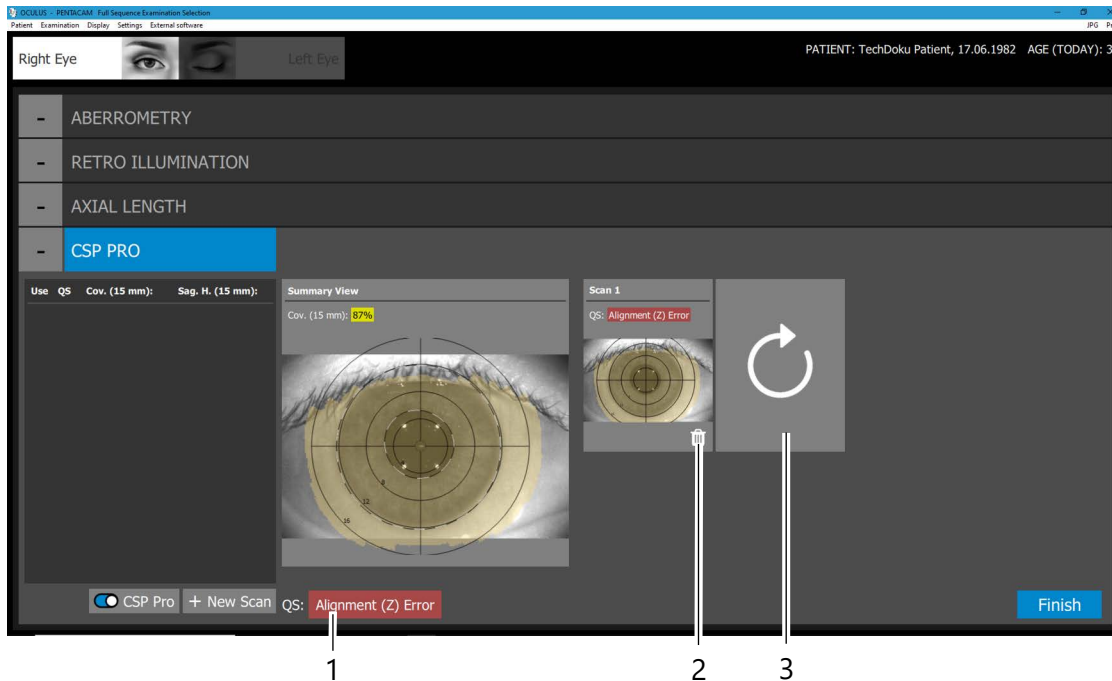 OCULUS - PENTACAM Full Sequence Examination Selection
Patient Examination Display Settings External software JPG
Right Eye Left Eye PATIENT: TechDoku Patient, 17.06.1982 AGE (TODAY): 3
- ABERROMETRY
- RETRO ILLUMINATION
- AXIAL LENGTH
- CSP PRO
Use QS Cov. (15 mm): Sag. H. (15 mm):
Summary View
Cov. (15 mm): 87%
8
12
16
Scan 1
QS: Alignment (Z) Error
CSP Pro + New Scan QS: Alignment (Z) Error Finish
1 2 3